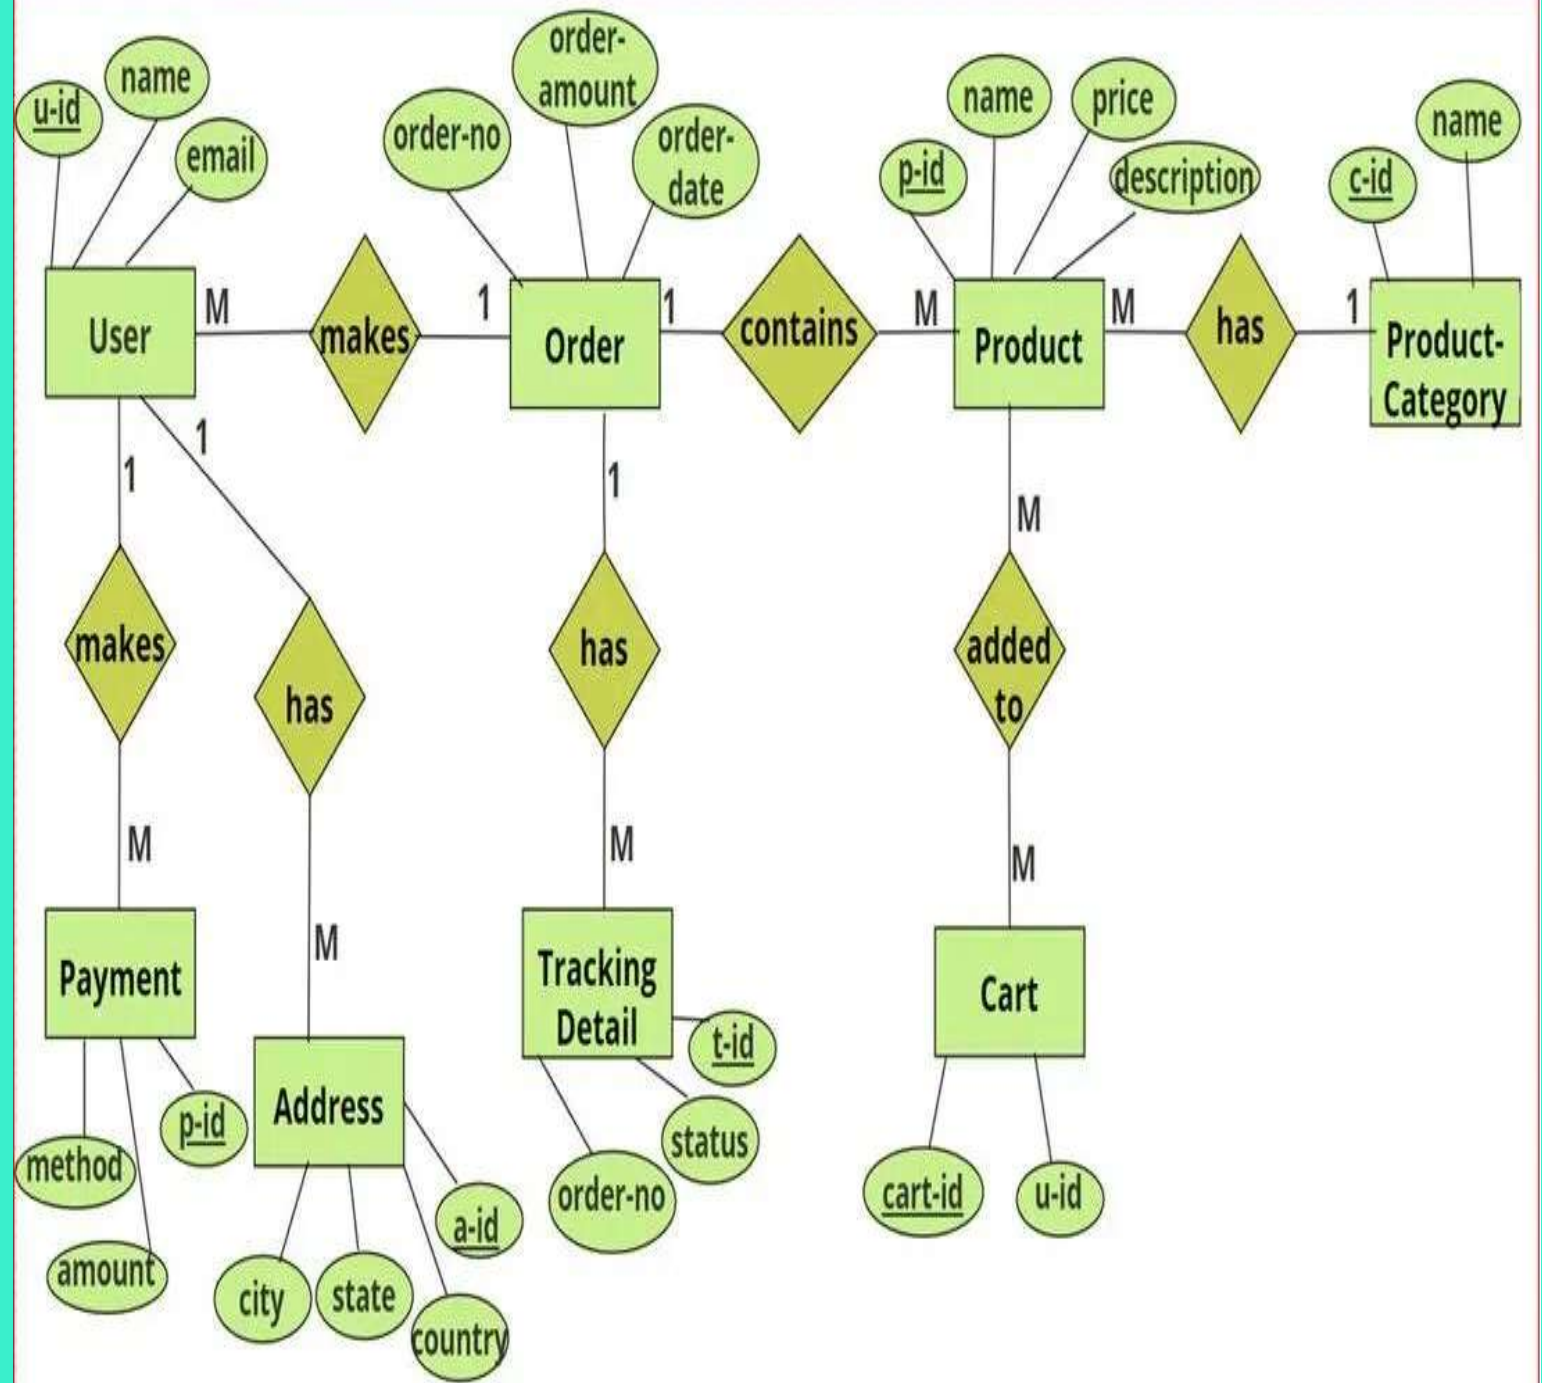 order-
amount
name
u-id
email
order-no
order-
date
name
price
p-id
description
name
c-id
User
M
makes
1
Order
1
contains
M
Product
M
has
1
Product-
Category
1
1
1
M
makes
has
has
added
to
M
M
M
M
Payment
Address
Tracking
Detail
Cart
method
p-id
amount
city
state
country
a-id
order-no
status
t-id
cart-id
u-id